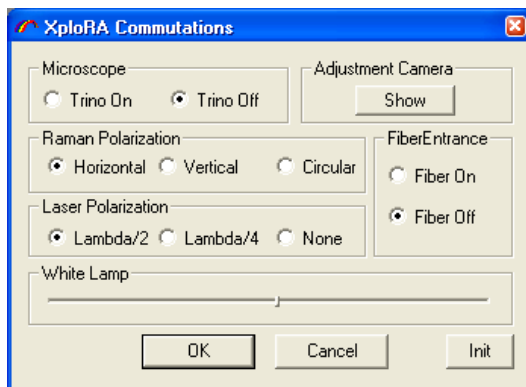 XploRA Commutations
Microscope
Trino On Trino Off
Adjustment Camera
Show
Raman Polarization
Horizontal Vertical Circular
FiberEntrance
Fiber On
Fiber Off
Laser Polarization
Lambda/2 Lambda/4 None
White Lamp
OK Cancel Init